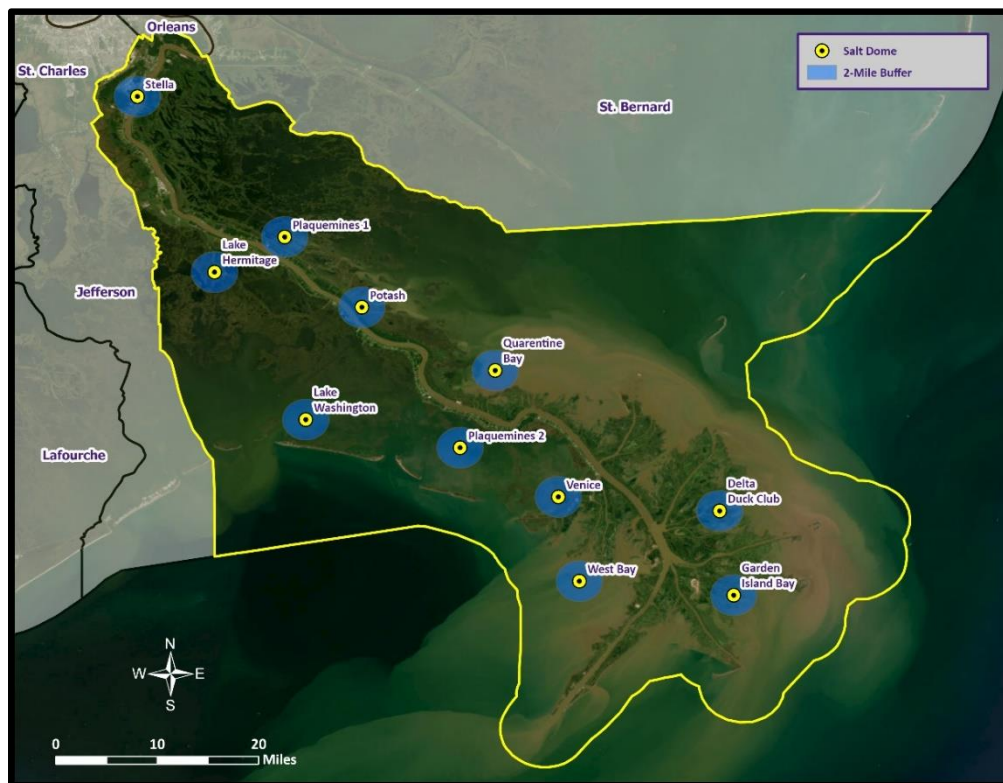 Orleans
St. Charles
Stella
St. Bernard
Salt Dome
2-Mile Buffer
Plaquemines 1
Lake
Hermitage
Jefferson
Potash
Quarentine
Bay
Lake
Washington
Plaquemines 2
Lafourche
Venice
Delta
Duck Club
West Bay
Garden
Island Bay
N
W
E
S
0
10
20
Miles